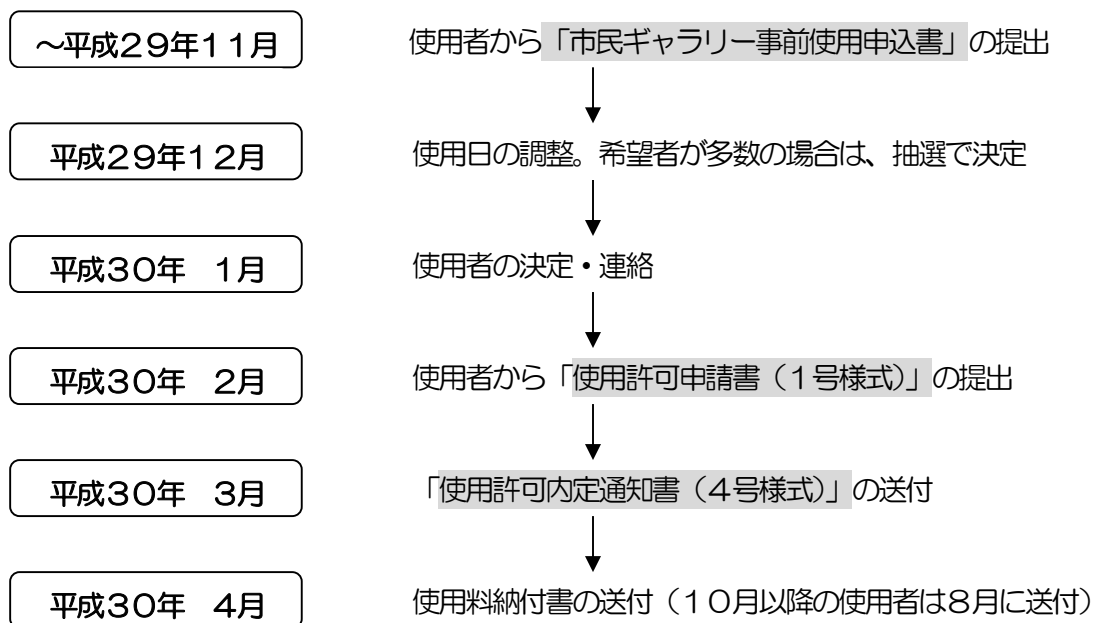 ～平成２９年１１月 使用者から「市民ギャラリー事前使用申込書」の提出
平成２９年１２月 使用日の調整。希望者が多数の場合は、抽選で決定
平成３０年　１月 使用者の決定・連絡
平成３０年　２月 使用者から「使用許可申請書（１号様式）」の提出
平成３０年　３月 「使用許可内定通知書（４号様式）」の送付
平成３０年　４月 使用料納付書の送付（１０月以降の使用者は８月に送付）